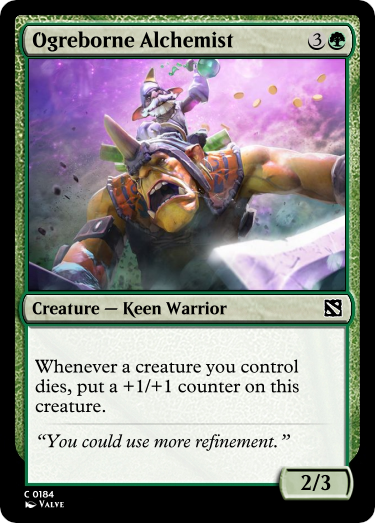 Ogreborne Alchemist 3
Creature — Keen Warrior
Whenever a creature you control
dies, put a +1/+1 counter on this
creature.
“You could use more refinement.”
2/3
C 0184
Valve